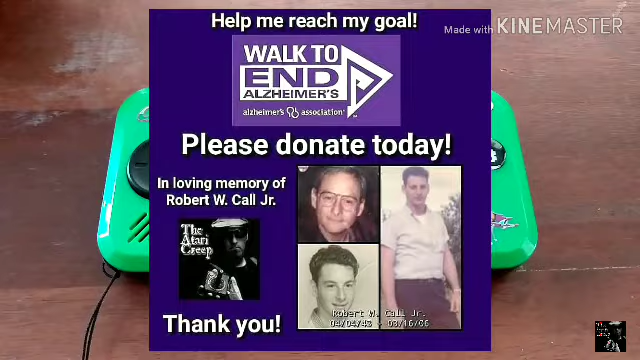 Help me reach my goal!
Made with KINEMASTER
WALK TO
END
ALZHEIMER'S
alzheimer's association
Please donate today!
In loving memory of
Robert W. Call Jr.
The
Atari
Creep
Robert W. Call Jr.
Thank you!